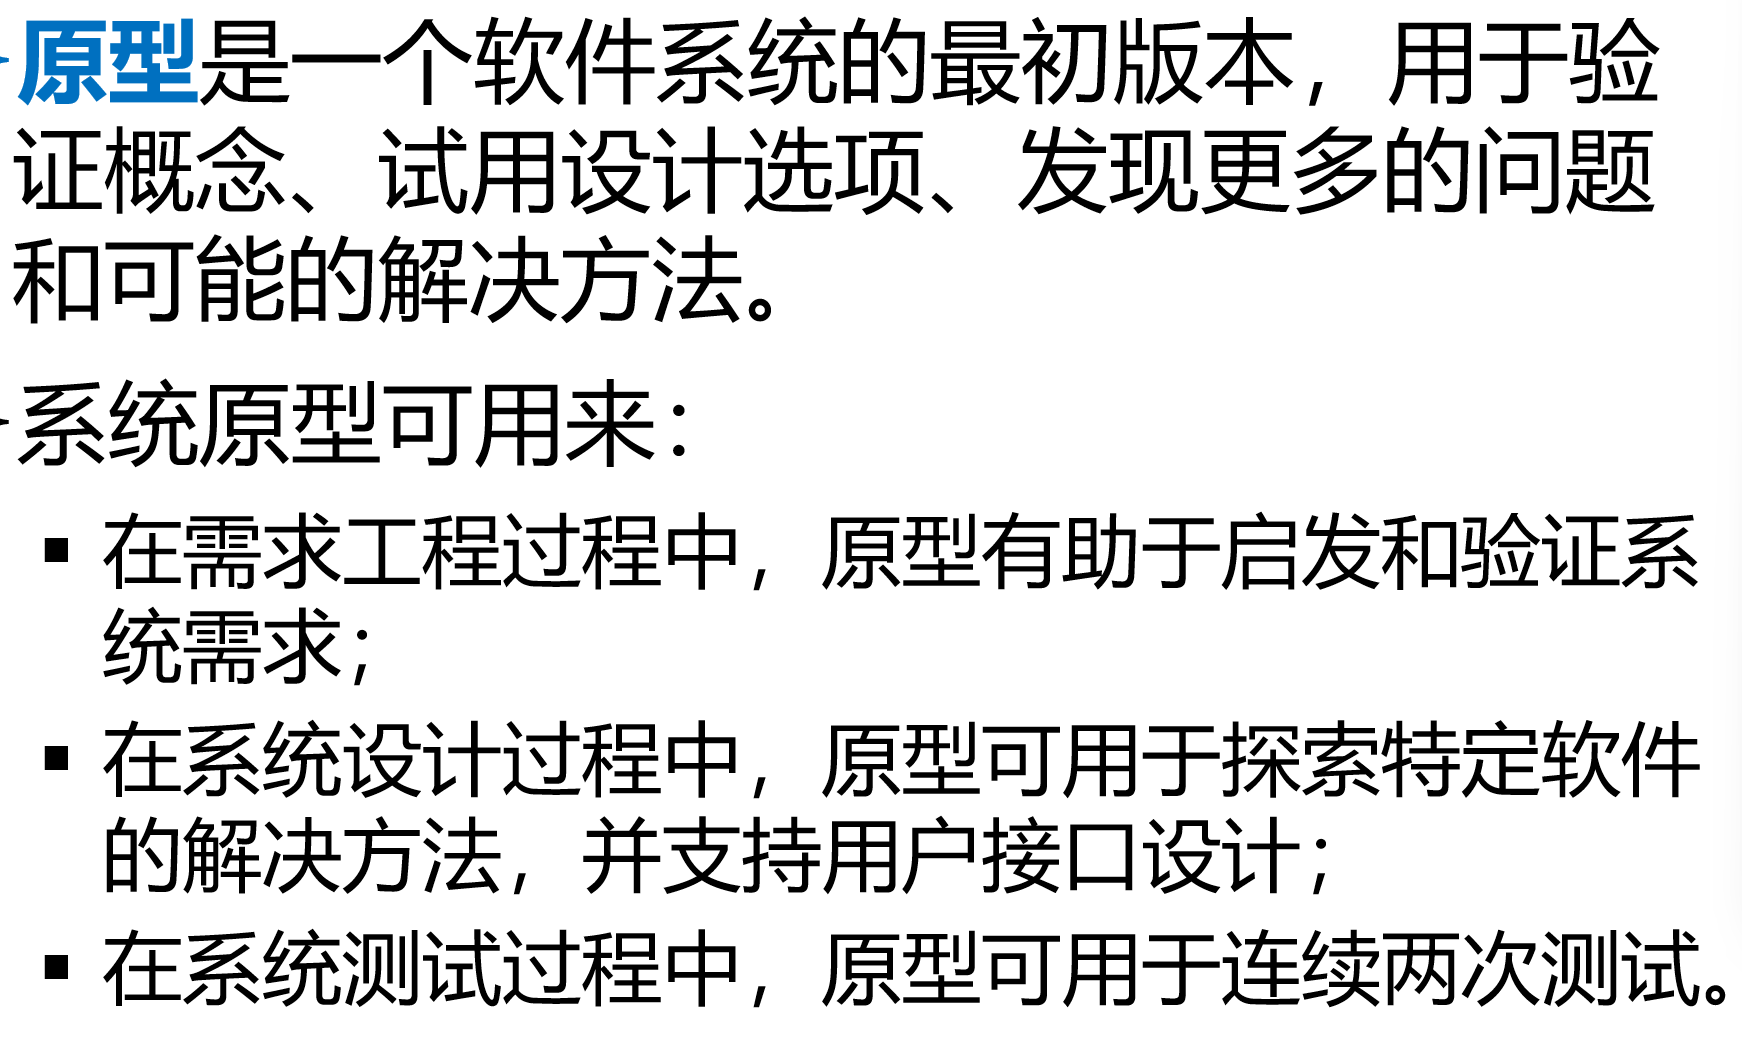 原型是一个软件系统的最初版本，用于验
证概念、试用设计选项、发现更多的问题
和可能的解决方法。
系统原型可用来：
▪ 在需求工程过程中，原型有助于启发和验证系
统需求；
▪ 在系统设计过程中，原型可用于探索特定软件
的解决方法，并支持用户接口设计；
▪ 在系统测试过程中，原型可用于连续两次测试。